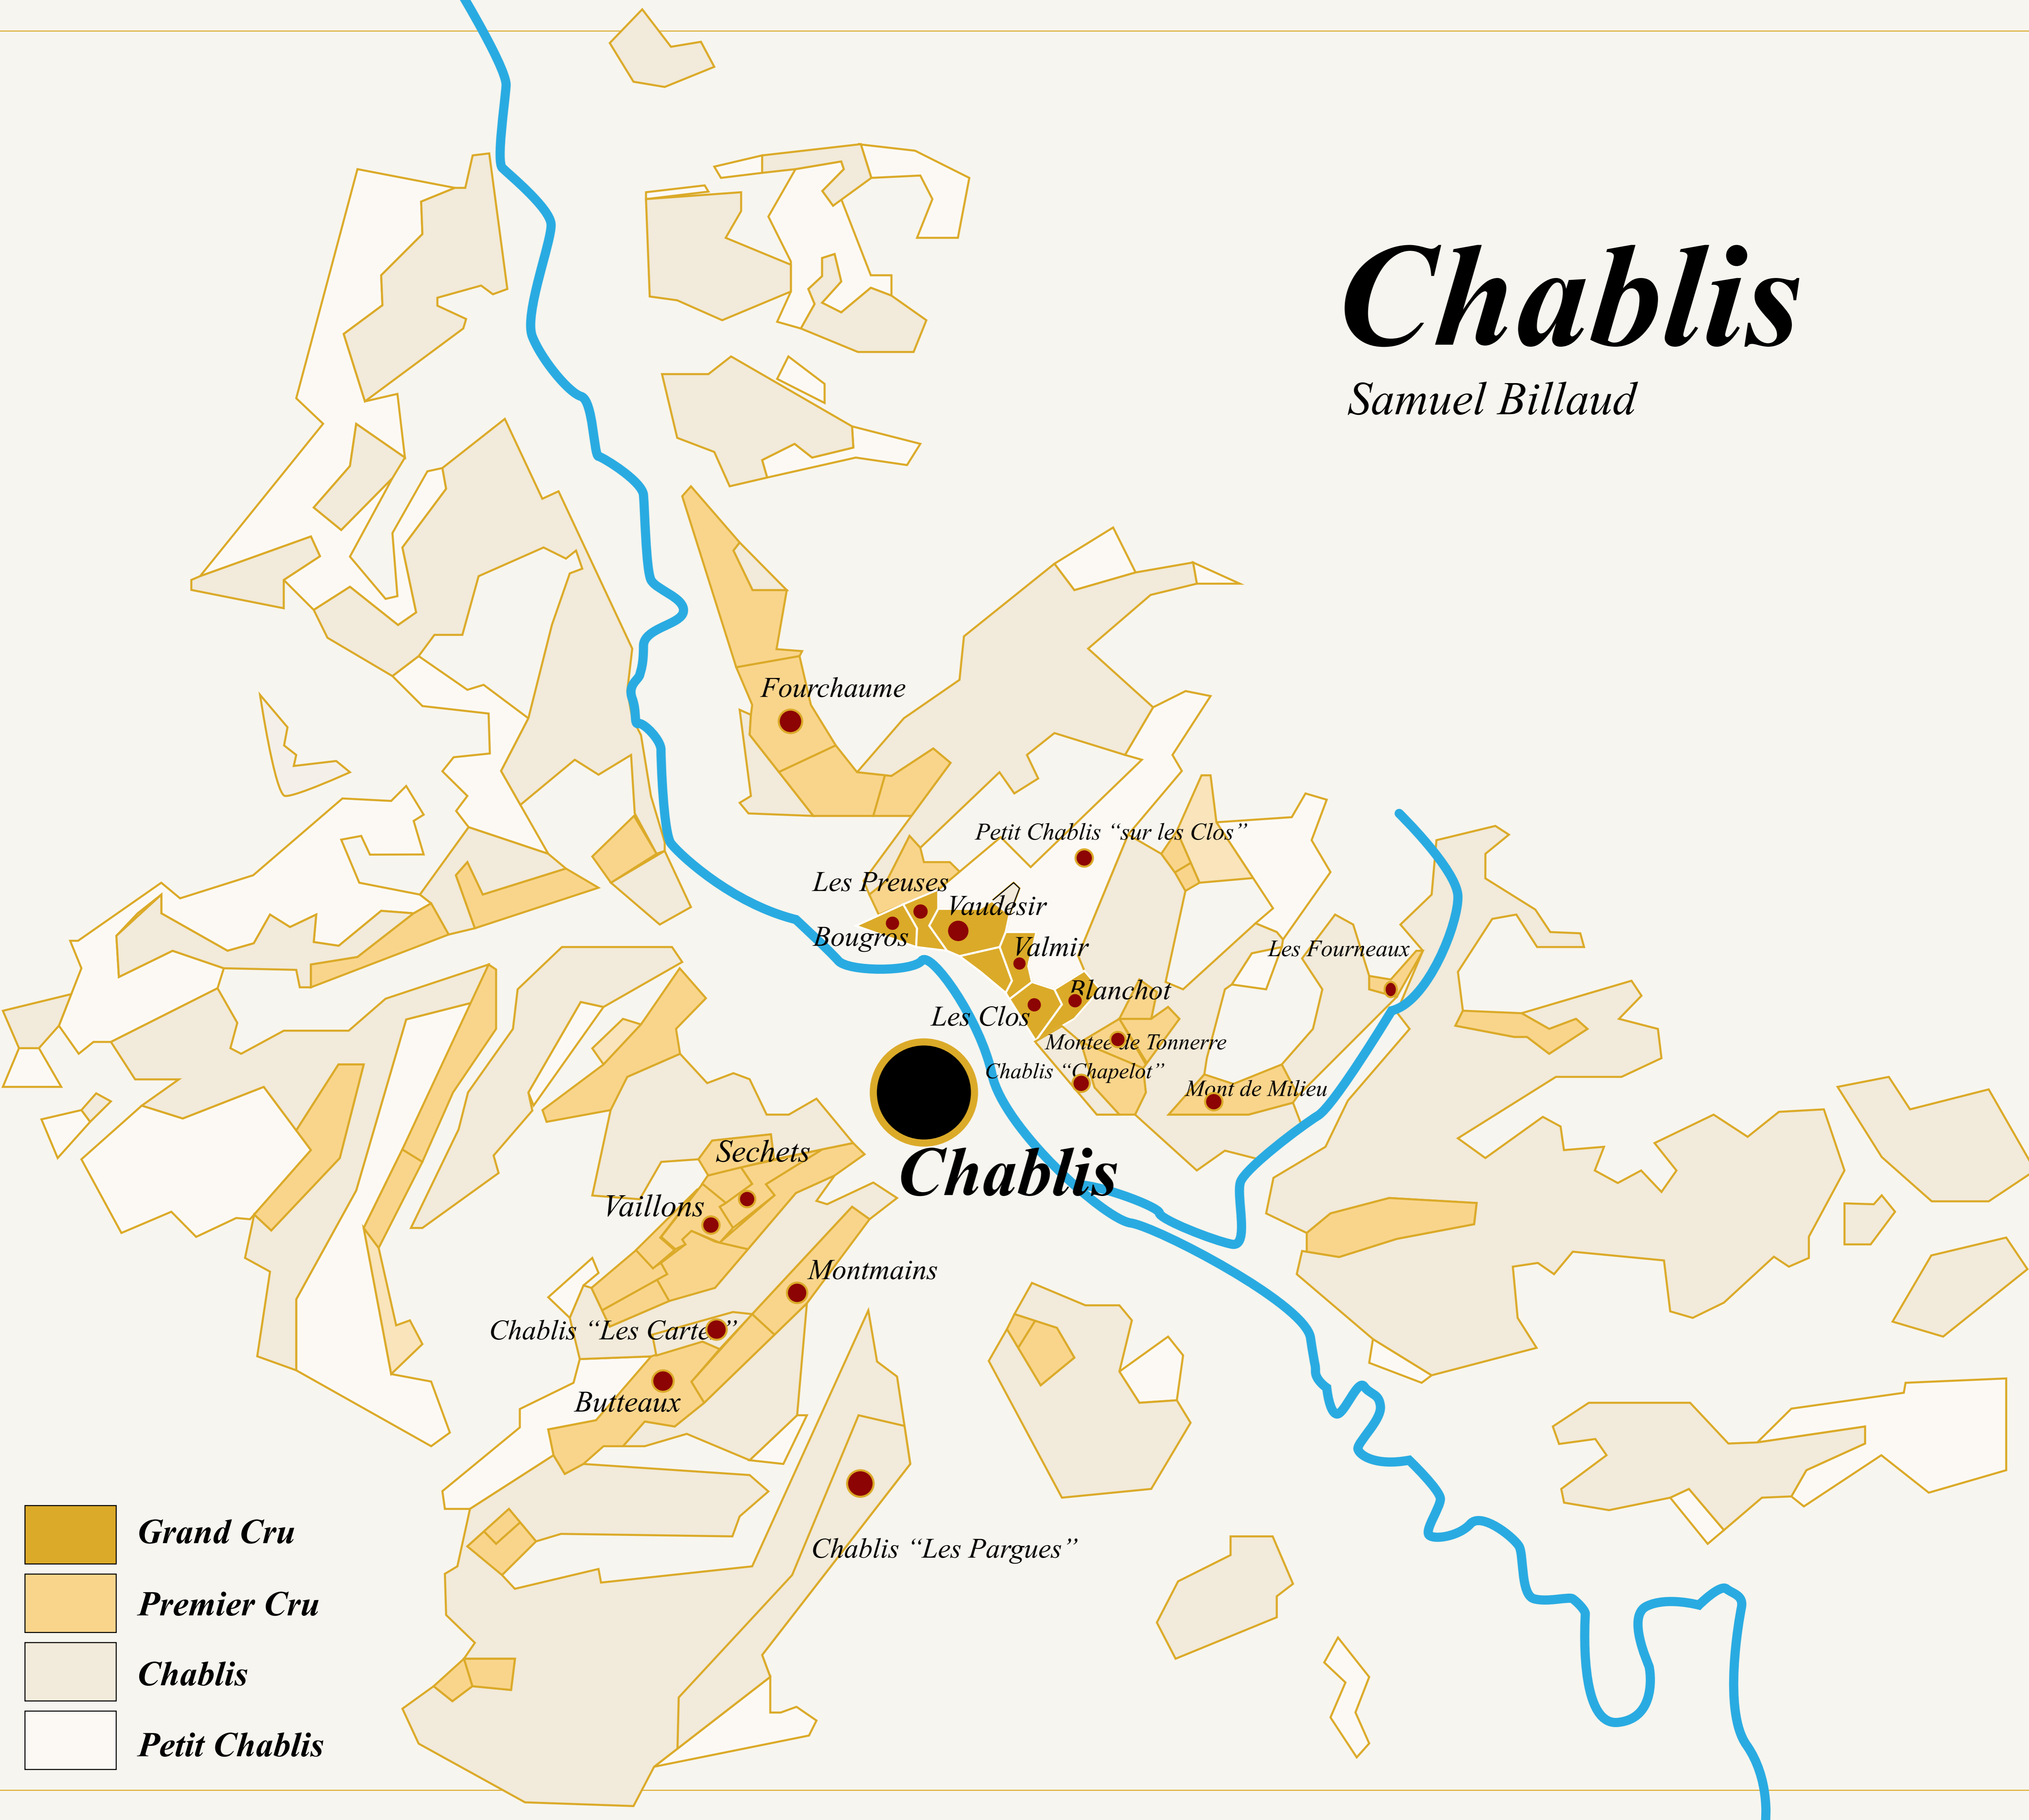 Chablis
Samuel Billaud
Fourchaume
Petit Chablis “sur les Clos”
Les Preuses
Vaudesir
Bougros
Valmir
Les Fourneaux
Blanchot
Les Clos
Montee de Tonnerre
Chablis “Chapelot”
Mont de Milieu
Sechets
Chablis
Vaillons
Montmains
Chablis “Les Cartes”
Butteaux
Chablis “Les Pargues”
Grand Cru
Premier Cru
Chablis
Petit Chablis